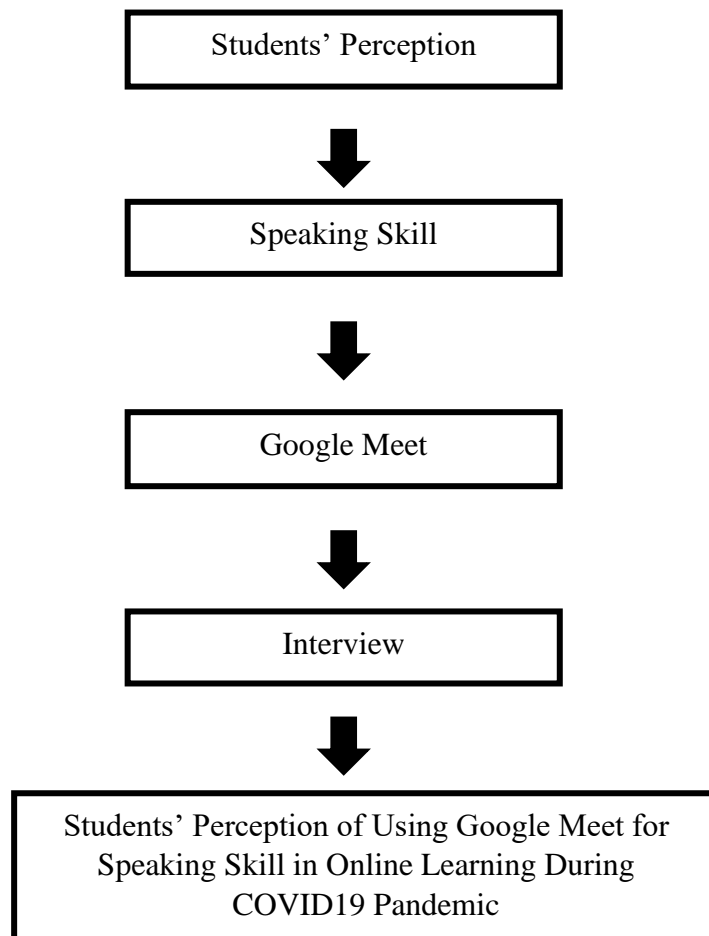 Students’ Perception
Speaking Skill
Google Meet
Interview
Students’ Perception of Using Google Meet for
Speaking Skill in Online Learning During
COVID19 Pandemic